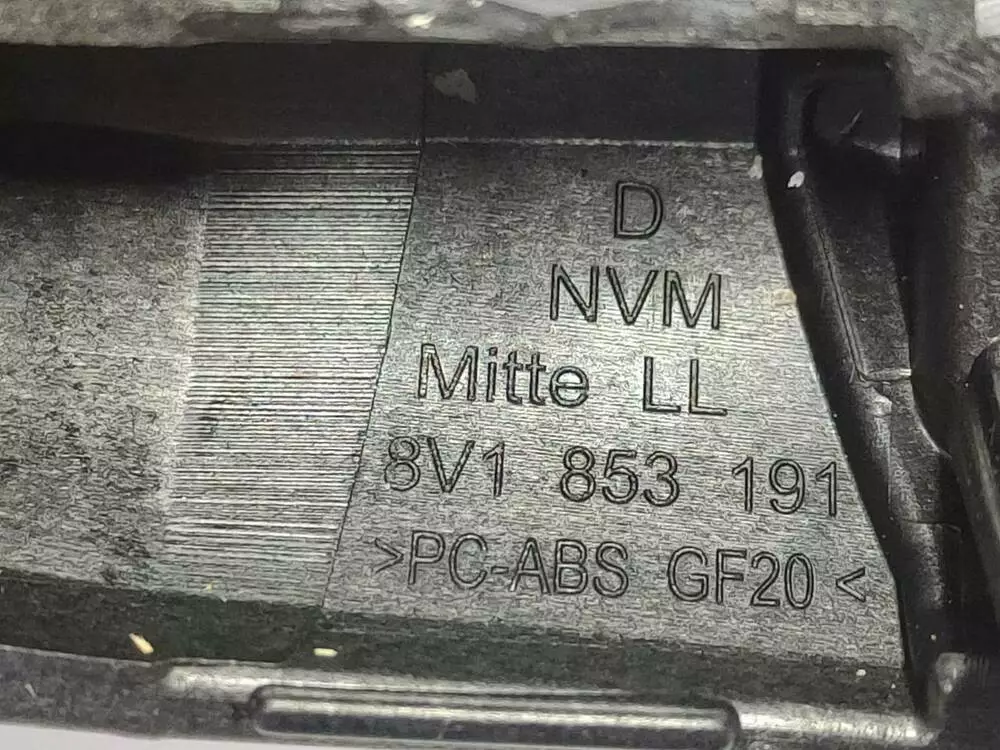 D
NVM
Mitte LL
8V1 853 191
>PC-ABS GF20<